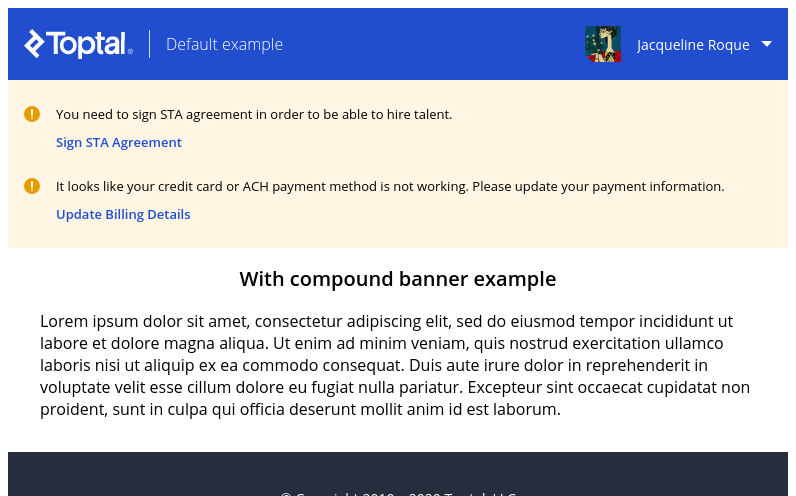 Toptal® Default example Jacqueline Roque
You need to sign STA agreement in order to be able to hire talent.
Sign STA Agreement
It looks like your credit card or ACH payment method is not working. Please update your payment information.
Update Billing Details
With compound banner example
Lorem ipsum dolor sit amet, consectetur adipiscing elit, sed do eiusmod tempor incididunt ut
labore et dolore magna aliqua. Ut enim ad minim veniam, quis nostrud exercitation ullamco
laboris nisi ut aliquip ex ea commodo consequat. Duis aute irure dolor in reprehenderit in
voluptate velit esse cillum dolore eu fugiat nulla pariatur. Excepteur sint occaecat cupidatat non
proident, sunt in culpa qui officia deserunt mollit anim id est laborum.